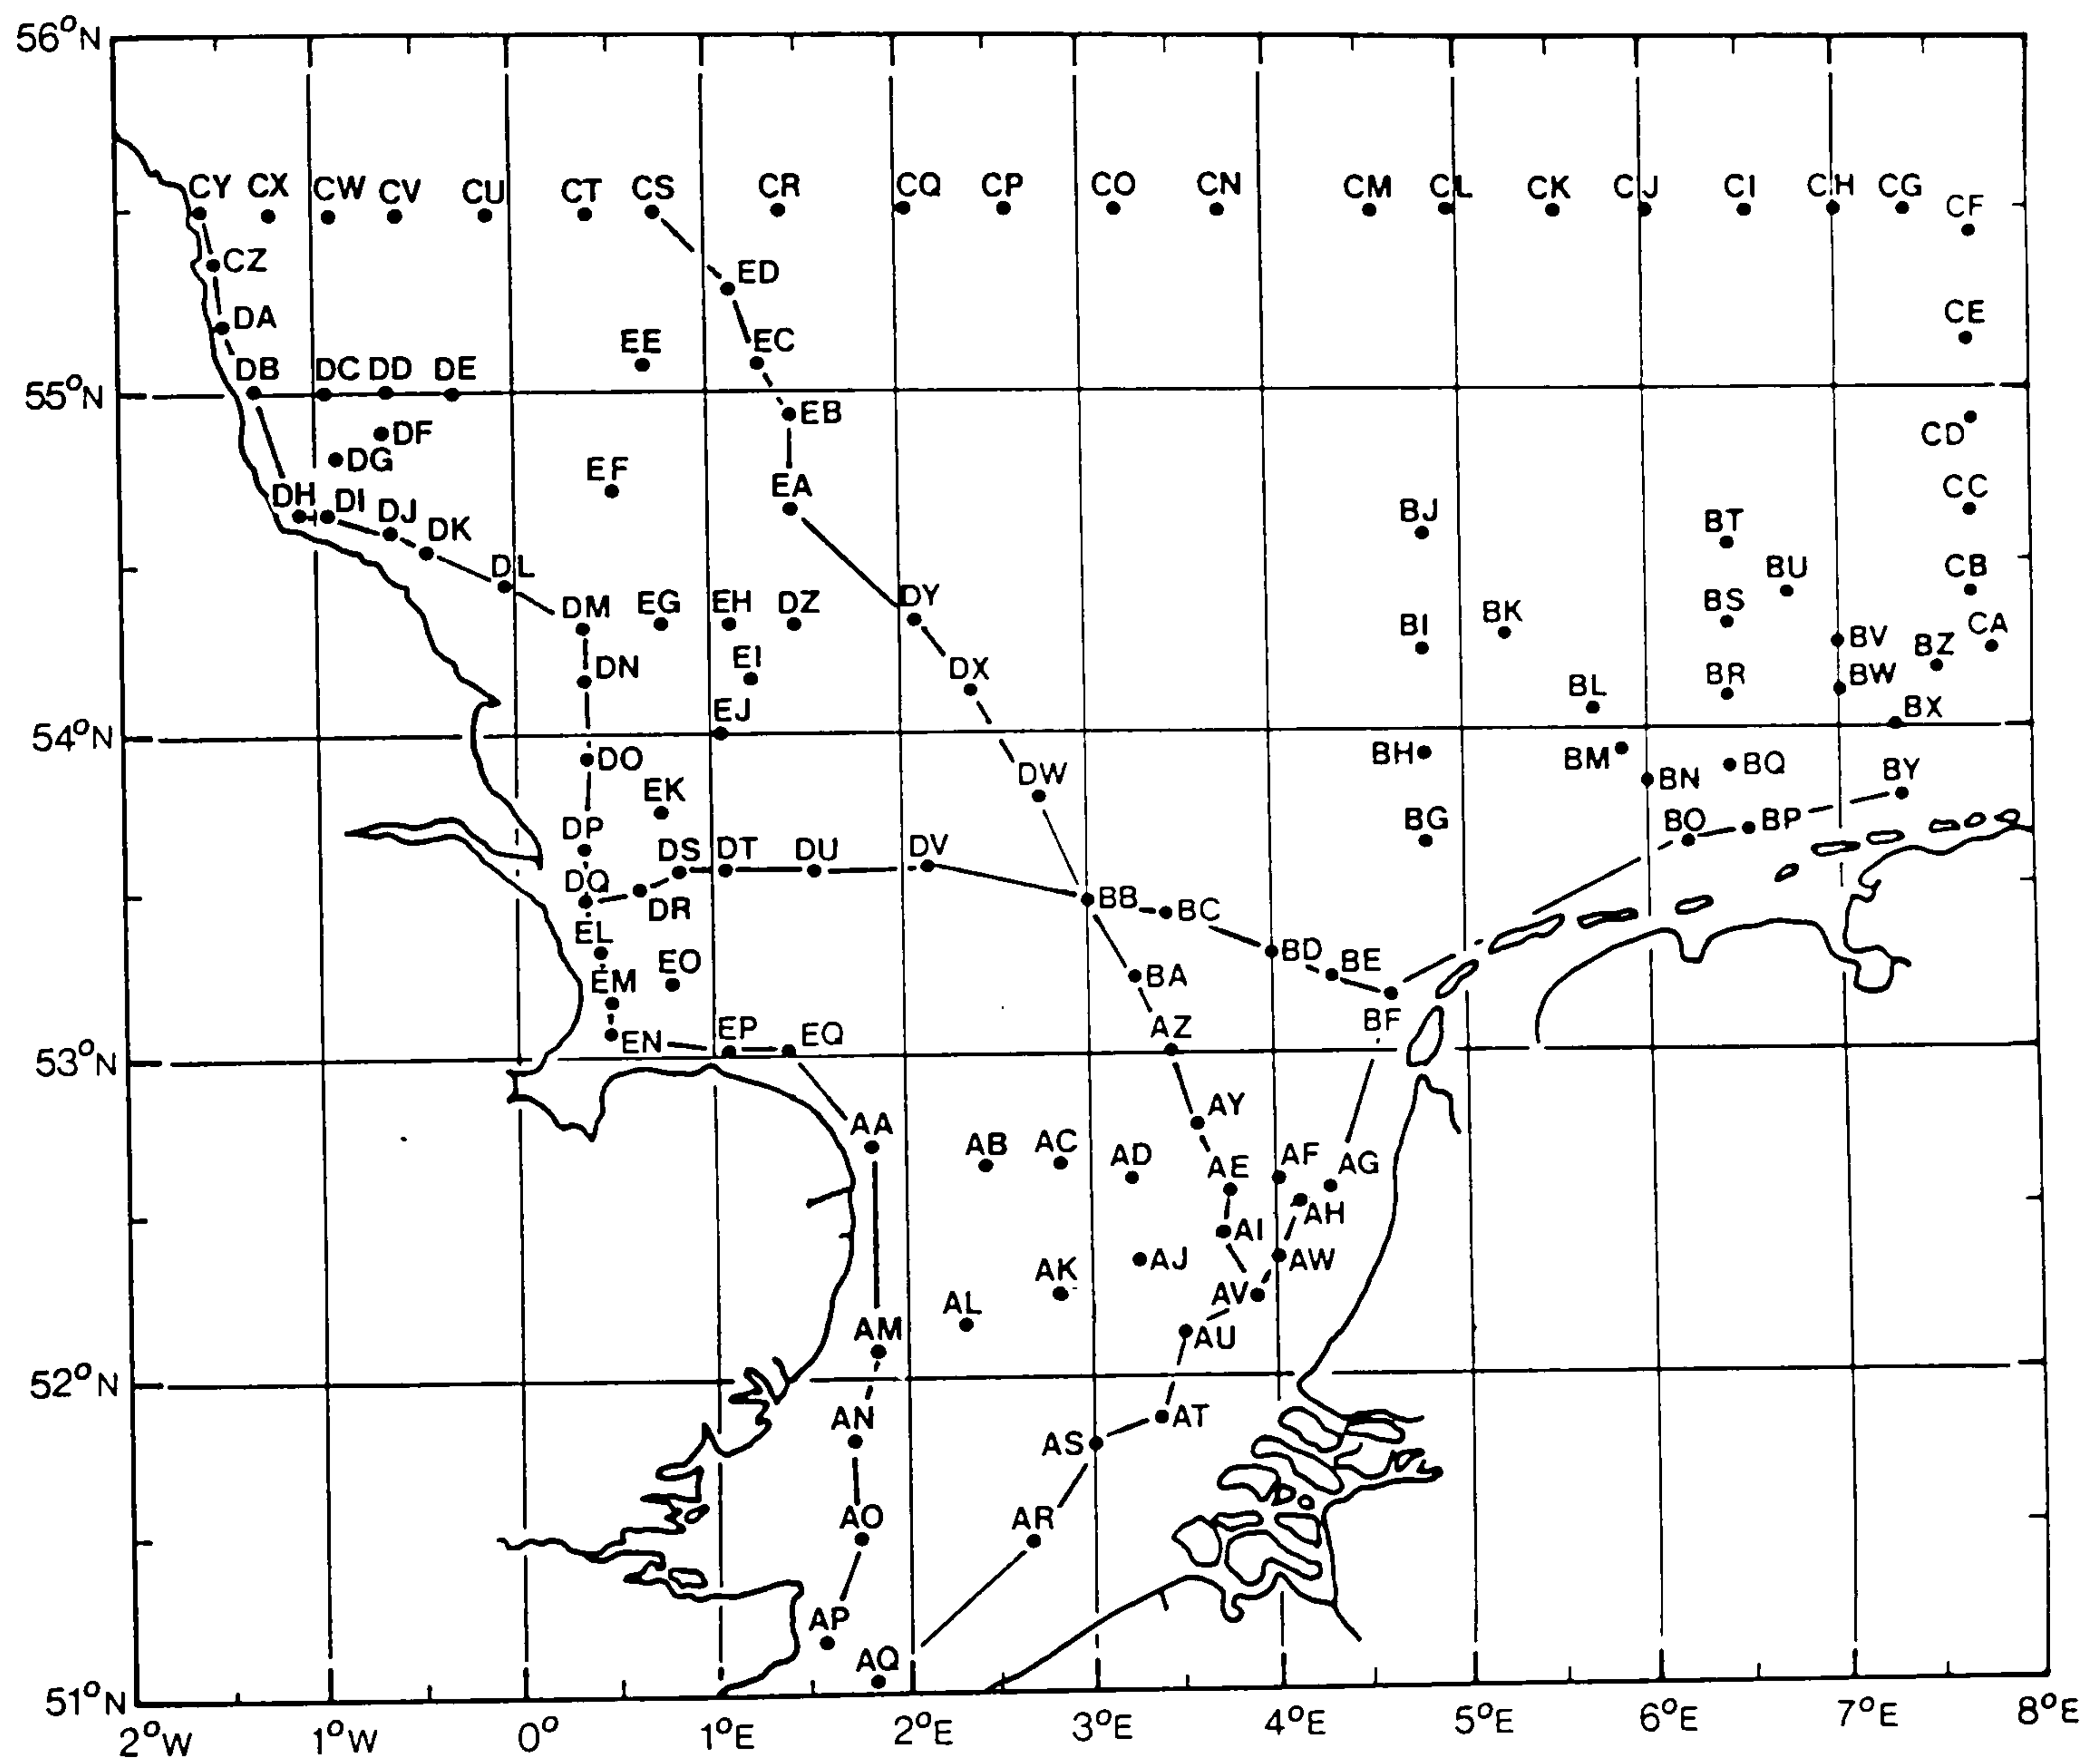 56°N
CY CX CW CV CU CT CS CR CQ CP CO CN CM CL CK CJ CI CH CG CF
CZ ED
DA EC CE
EE
DB DC DD DE
55°N
EB
DF CD
DG
EF
EA CC
DH DI DJ BJ BT
DK
DL BU CB
DM EG EH DZ DY BK BS
BI CA
DN EI DX BV BZ
BL BR BW
EJ BX
54°N
DO DW BH BM BQ BY
EK BN
DP BG BO BP
DS DT DU DV
DQ
DR BB BC
EL
EO BD BE
EM BA
EN EP EQ AZ BF
53°N
AA AY
AB AC AD AE AF AG
AH
AI
AK AJ AW
AL AV
AM AU
52°N
AN AT
AS
AO AR
AP
AQ
51°N
2°W 1°W 0° 1°E 2°E 3°E 4°E 5°E 6°E 7°E 8°E